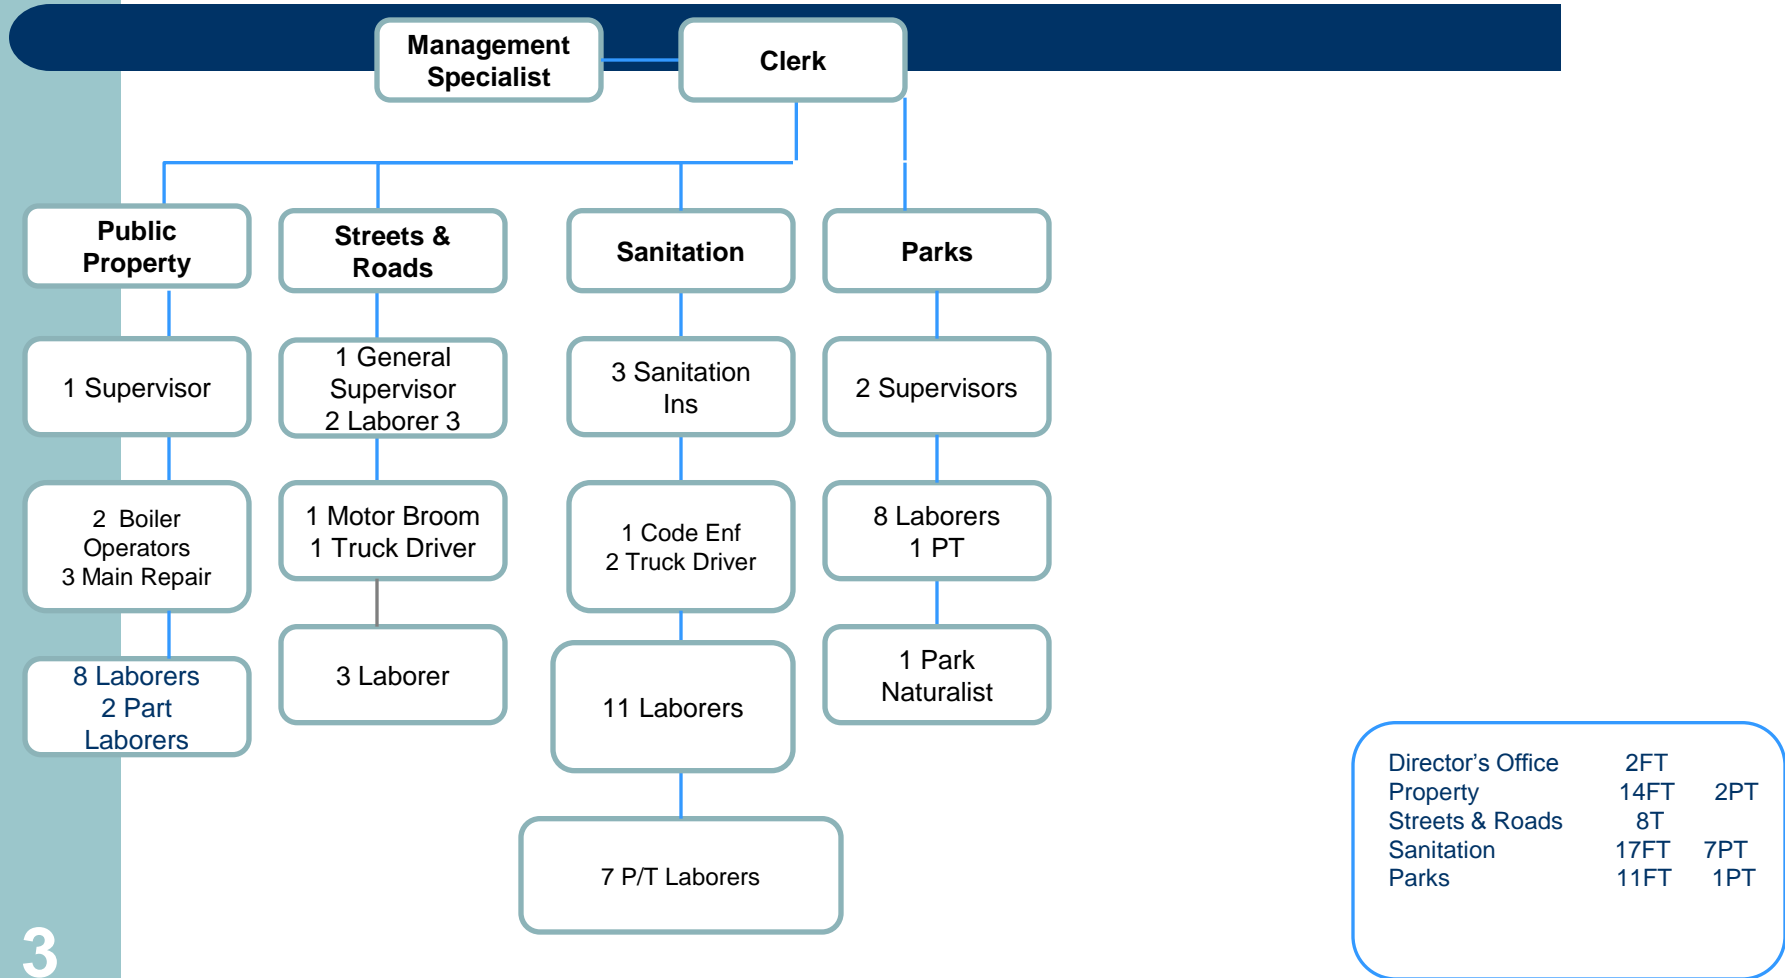 Management
Specialist
Clerk
Public
Property
Streets &
Roads
Sanitation
Parks
1 Supervisor
1 General
Supervisor
2 Laborer 3
3 Sanitation
Ins
2 Supervisors
2 Boiler
Operators
3 Main Repair
1 Motor Broom
1 Truck Driver
1 Code Enf
2 Truck Driver
8 Laborers
1 PT
8 Laborers
2 Part
Laborers
3 Laborer
11 Laborers
1 Park
Naturalist
7 P/T Laborers
Director’s Office 2FT
Property 14FT 2PT
Streets & Roads 8T
Sanitation 17FT 7PT
Parks 11FT 1PT
3